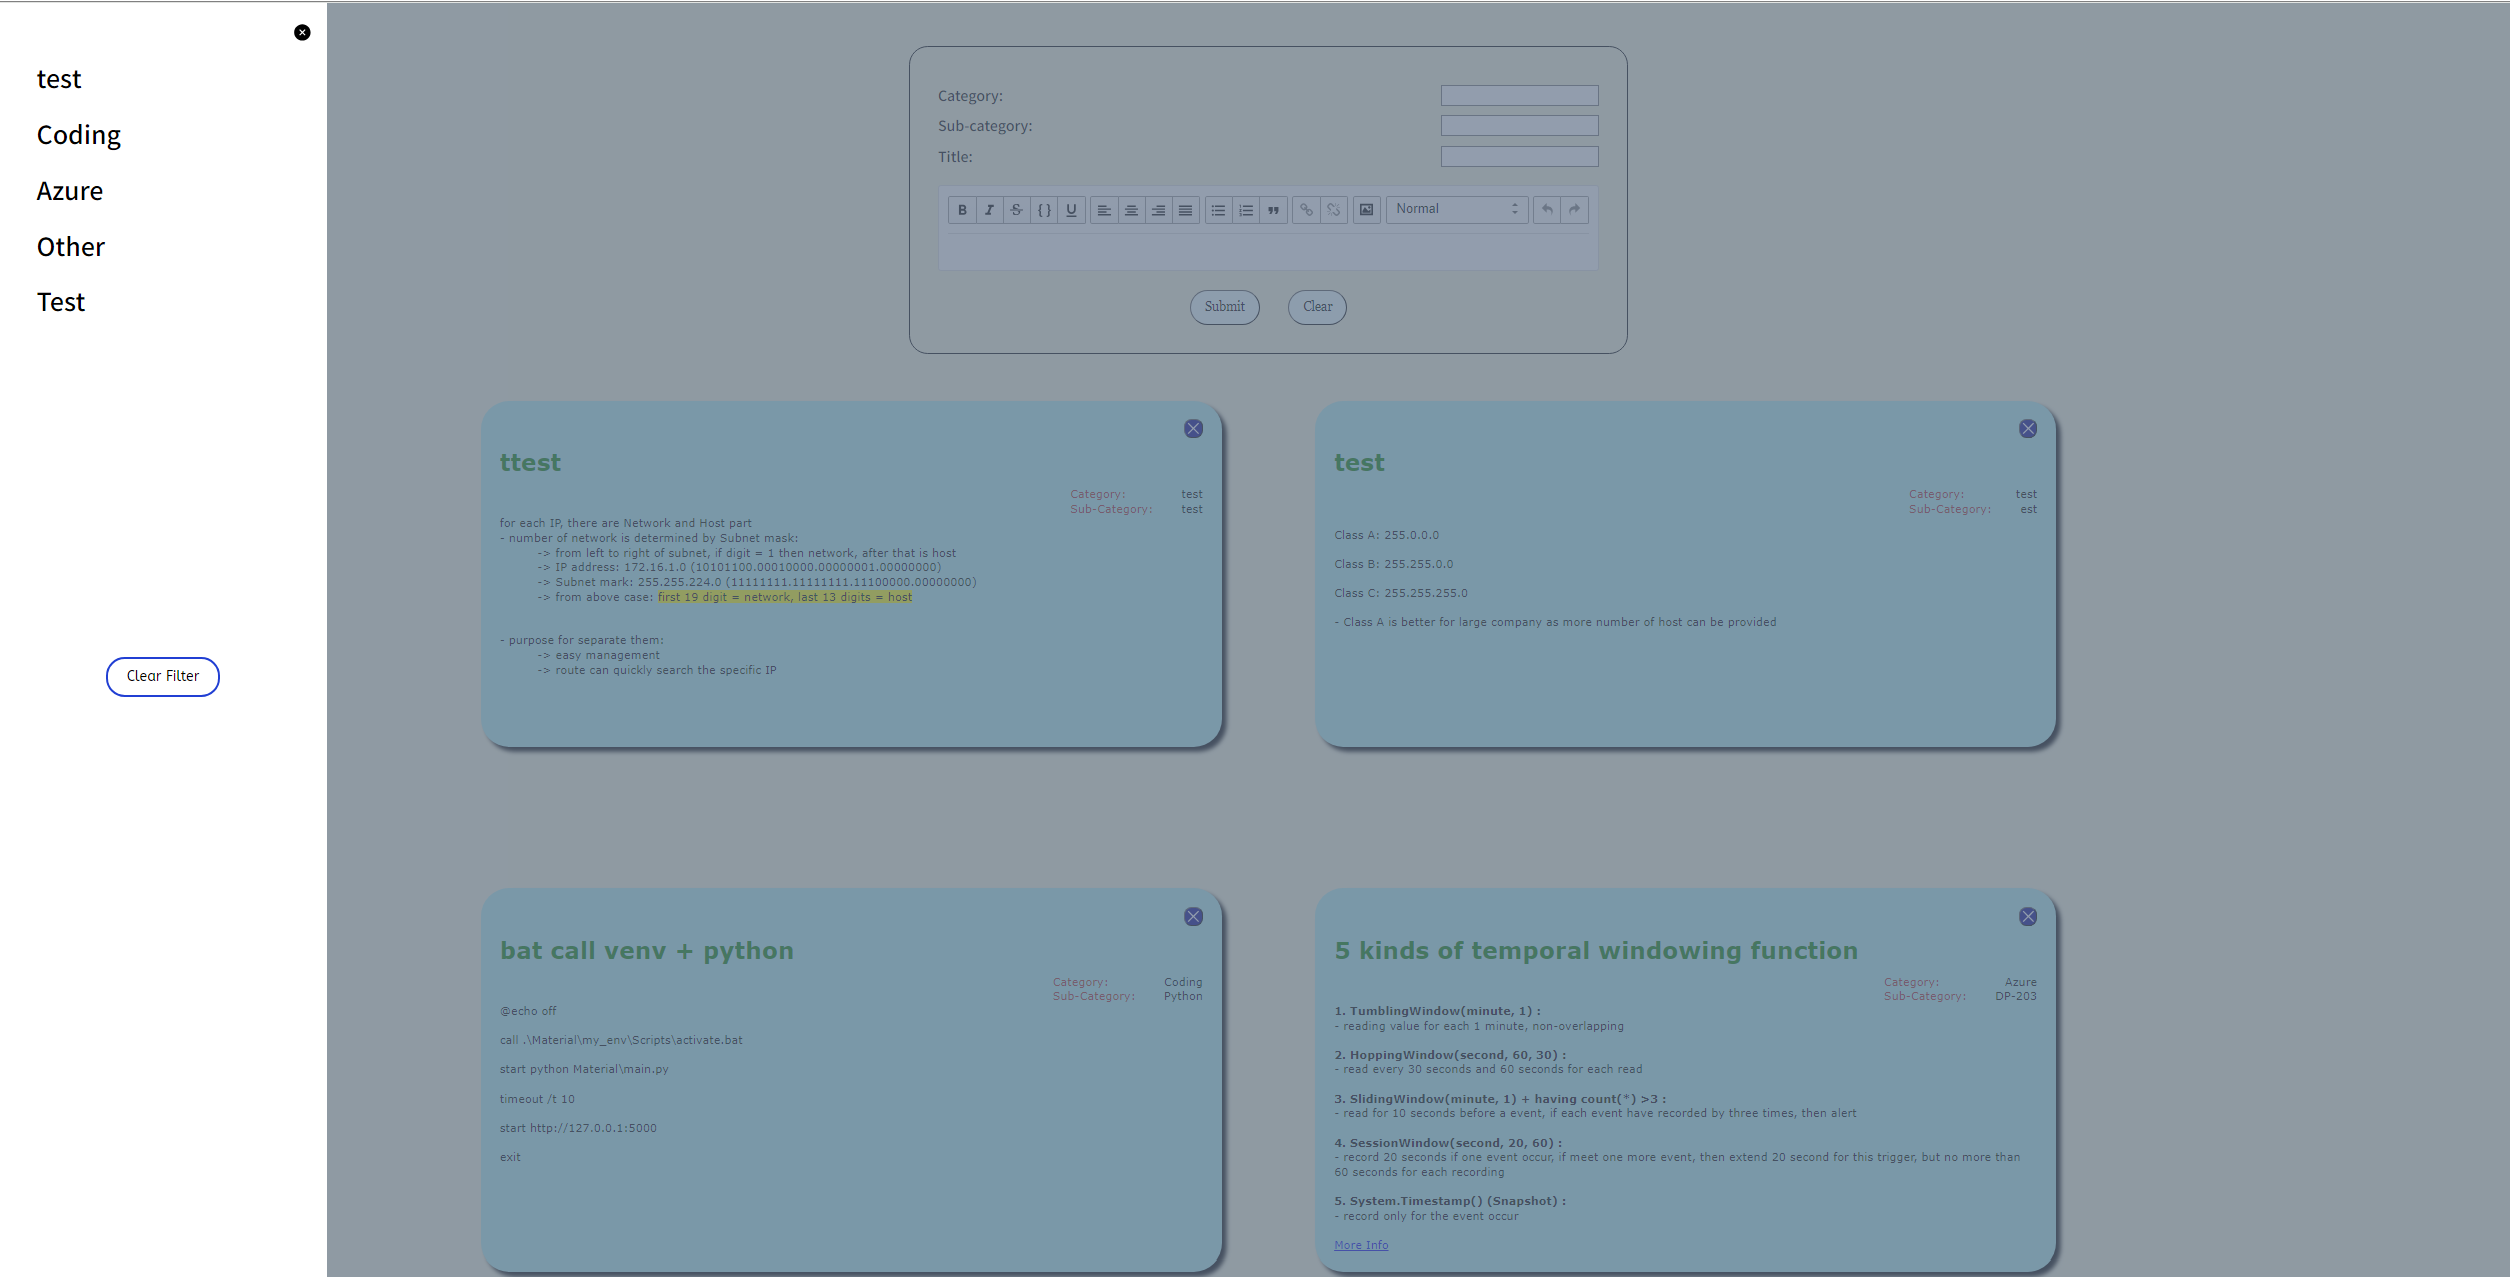 test
Coding
Azure
Other
Test
Clear Filter
Category:
Sub-category:
Title:
B I S { } U Normal
Submit Clear
ttest
Category: test
Sub-Category: test
for each IP, there are Network and Host part
- number of network is determined by Subnet mask:
-> from left to right of subnet, if digit = 1 then network, after that is host
-> IP address: 172.16.1.0 (10101100.00010000.00000001.00000000)
-> Subnet mark: 255.255.224.0 (11111111.11111111.11100000.00000000)
-> from above case: first 19 digit = network, last 13 digits = host
- purpose for separate them:
-> easy management
-> route can quickly search the specific IP
test
Category: test
Sub-Category: est
Class A: 255.0.0.0
Class B: 255.255.0.0
Class C: 255.255.255.0
- Class A is better for large company as more number of host can be provided
bat call venv + python
Category: Coding
Sub-Category: Python
@echo off
call .\Material\my_env\Scripts\activate.bat
start python Material\main.py
timeout /t 10
start http://127.0.0.1:5000
exit
5 kinds of temporal windowing function
Category: Azure
Sub-Category: DP-203
1. TumblingWindow(minute, 1) :
- reading value for each 1 minute, non-overlapping
2. HoppingWindow(second, 60, 30) :
- read every 30 seconds and 60 seconds for each read
3. SlidingWindow(minute, 1) + having count(*) >3 :
- read for 10 seconds before a event, if each event have recorded by three times, then alert
4. SessionWindow(second, 20, 60) :
- record 20 seconds if one event occur, if meet one more event, then extend 20 second for this trigger, but no more than
60 seconds for each recording
5. System.Timestamp() (Snapshot) :
- record only for the event occur
More Info